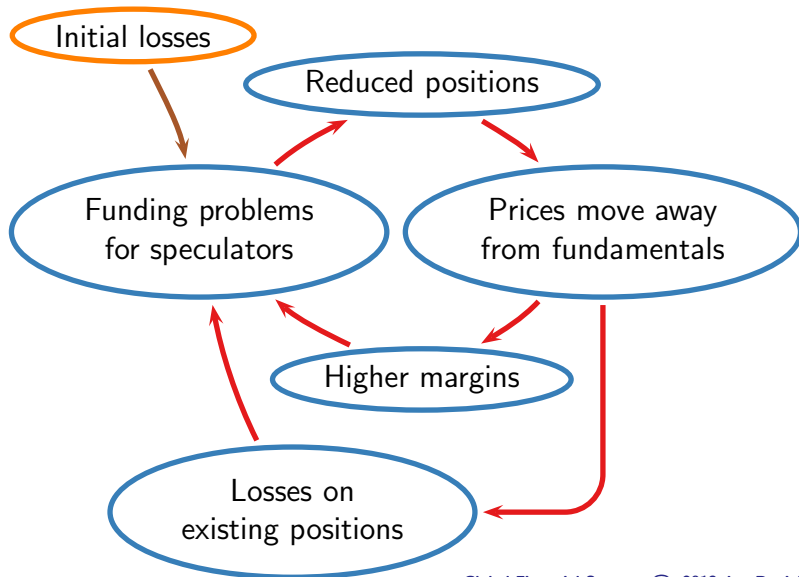 Initial losses
Reduced positions
Funding problems
for speculators
Prices move away
from fundamentals
Higher margins
Losses on
existing positions